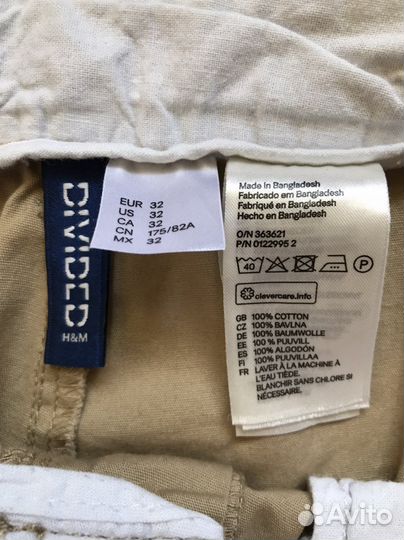 DIVIDED
H&M
EUR 32
US 32
CA 32
CN 175/82A
MX 32
Made in Bangladesh
Fabricado em Bangladesh
Fabriqué en Bangladesh
Hecho en Bangladesh
O/N 363621
P/N 0122995 2
40
P
clevercare.info
GB 100% COTTON
CZ 100% BAVLNA
DE 100% BAUMWOLLE
EE 100% PUUVILL
ES 100% ALGODÓN
FI 100% PUUVILLAA
FR LAVER À LA MACHINE À
L'EAU TIÈDE.
BLANCHIR SANS CHLORE SI
NÉCESSAIRE.
Avito